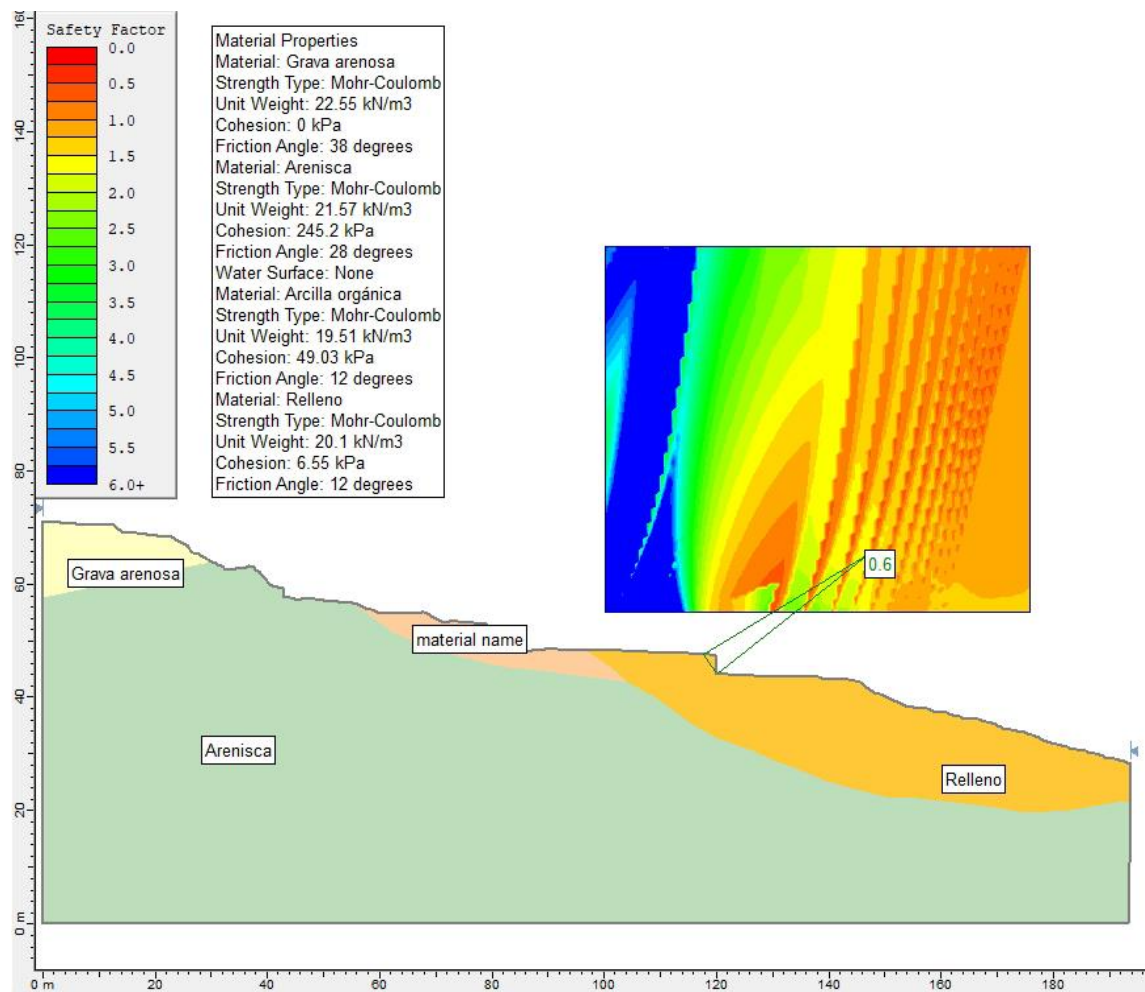 Safety Factor
0.0
0.5
1.0
1.5
2.0
2.5
3.0
3.5
4.0
4.5
5.0
5.5
6.0+
Material Properties
Material: Grava arenosa
Strength Type: Mohr-Coulomb
Unit Weight: 22.55 kN/m3
Cohesion: 0 kPa
Friction Angle: 38 degrees
Material: Arenisca
Strength Type: Mohr-Coulomb
Unit Weight: 21.57 kN/m3
Cohesion: 245.2 kPa
Friction Angle: 28 degrees
Water Surface: None
Material: Arcilla orgánica
Strength Type: Mohr-Coulomb
Unit Weight: 19.51 kN/m3
Cohesion: 49.03 kPa
Friction Angle: 12 degrees
Material: Relleno
Strength Type: Mohr-Coulomb
Unit Weight: 20.1 kN/m3
Cohesion: 6.55 kPa
Friction Angle: 12 degrees
140
120
100
80
60
40
20
0 m
0.6
Grava arenosa
material name
Arenisca
Relleno
0 m
20
40
60
80
100
120
140
160
180